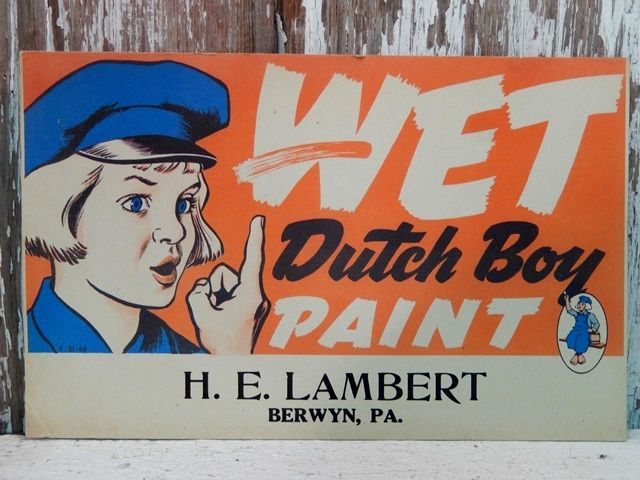 WET
Dutch Boy
PAINT
H. E. LAMBERT
BERWYN, PA.